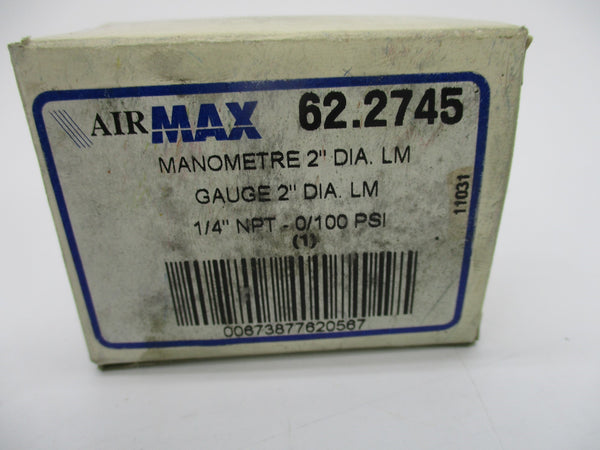 AIR MAX 62.2745
MANOMETRE 2" DIA. LM
GAUGE 2" DIA. LM
1/4" NPT - 0/100 PSI
(1)
11031
00673877620567